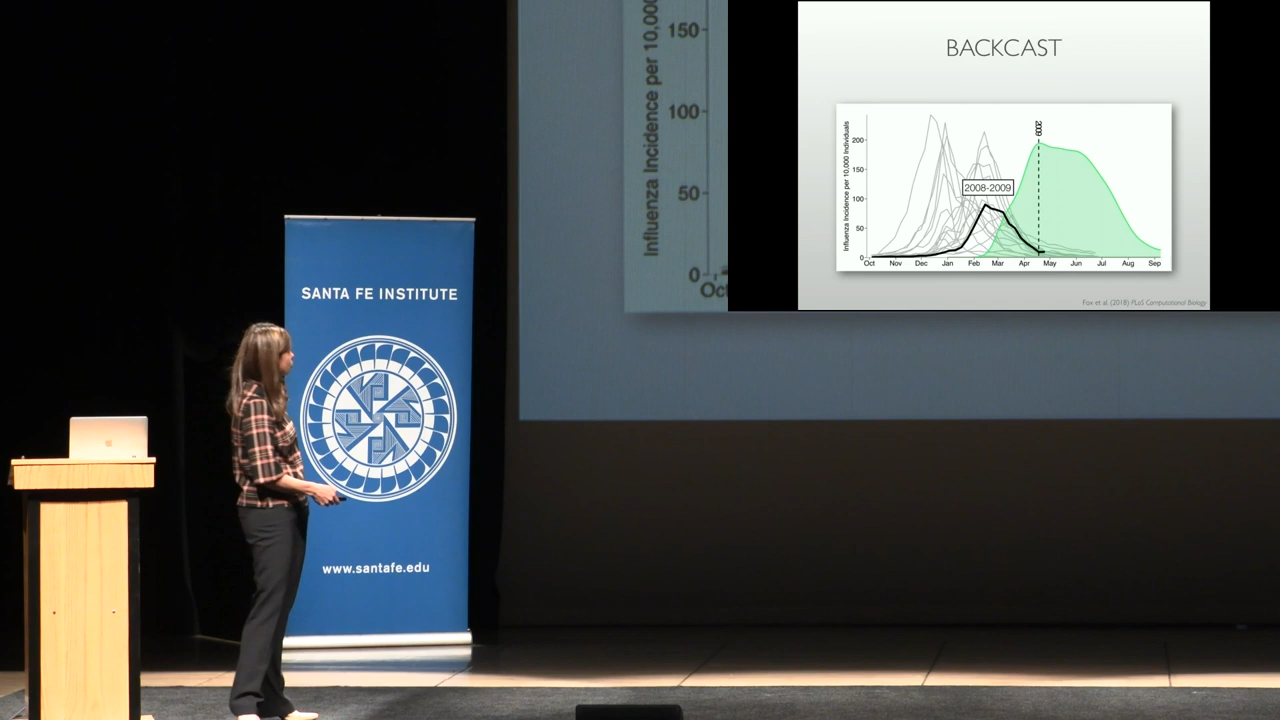 BACKCAST
Influenza Incidence per 10,000 Individuals
200
150
100
50
0
Oct Nov Dec Jan Feb Mar Apr May Jun Jul Aug Sep
2008-2009
2009
Fox et al (2018) PLoS Computational Biology
Influenza Incidence per 10,000
150
100
50
0
SANTA FE INSTITUTE
www.santafe.edu